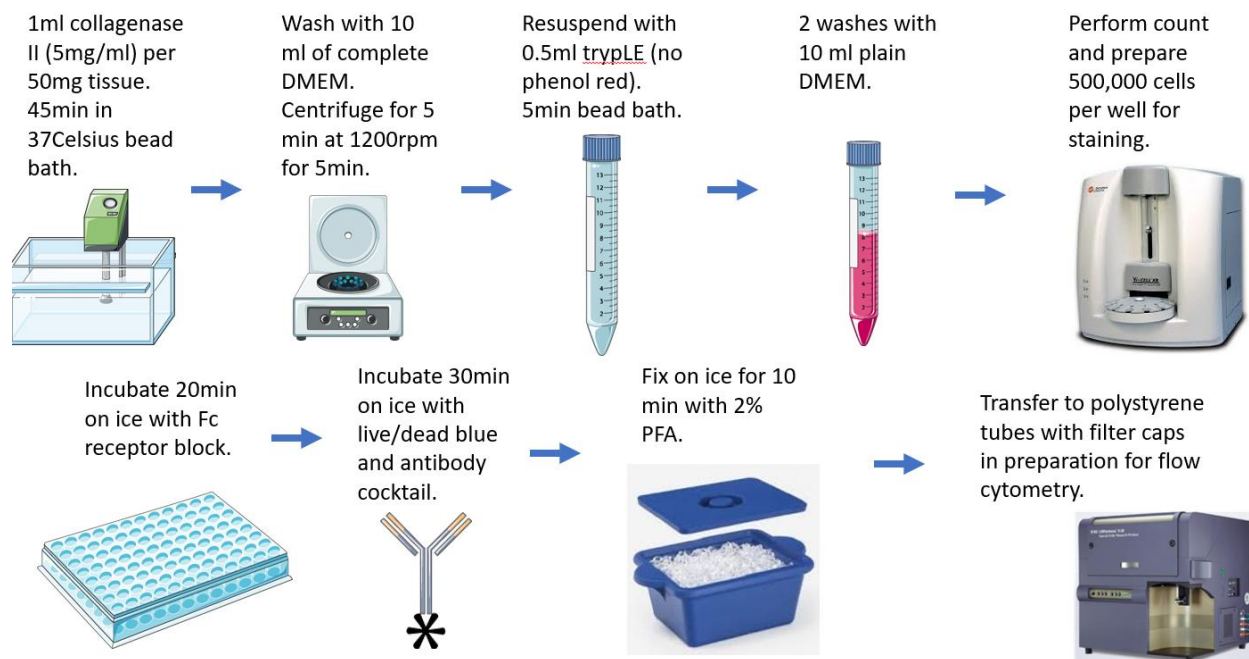 1ml collagenase
II (5mg/ml) per
50mg tissue.
45min in
37Celsius bead
bath.
Wash with 10
ml of complete
DMEM.
Centrifuge for 5
min at 1200rpm
for 5min.
Resuspend with
0.5ml trypLE (no
phenol red).
5min bead bath.
2 washes with
10 ml plain
DMEM.
Perform count
and prepare
500,000 cells
per well for
staining.
Incubate 20min
on ice with Fc
receptor block.
Incubate 30min
on ice with
live/dead blue
and antibody
cocktail.
Fix on ice for 10
min with 2%
PFA.
Transfer to polystyrene
tubes with filter caps
in preparation for flow
cytometry.